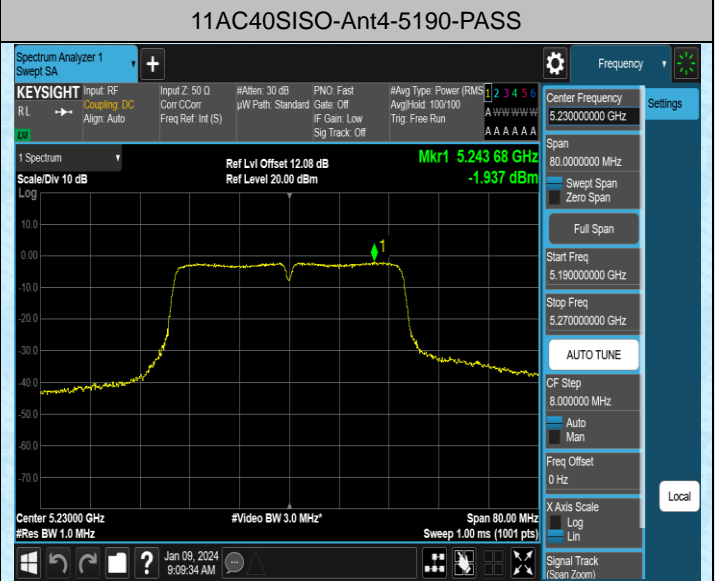 11AC40SISO-Ant4-5190-PASS
Spectrum Analyzer 1
Swept SA
Frequency
KEYSIGHT
RL
Input: RF
Coupling: DC
Align: Auto
Input Z: 50 Ω
Corr CCorr
Freq Ref: Int (S)
#Atten: 30 dB
µW Path: Standard
PNO: Fast
Gate: Off
IF Gain: Low
Sig Track: Off
#Avg Type: Power (RMS
Avg|Hold: 100/100
Trig: Free Run
1 2 3 4 5 6
A W W W W W
A A A A A A
LXI
Center Frequency
5.230000000 GHz
Settings
Span
80.0000000 MHz
Swept Span
Zero Span
Full Span
Start Freq
5.190000000 GHz
Stop Freq
5.270000000 GHz
AUTO TUNE
CF Step
8.000000 MHz
Auto
Man
Freq Offset
0 Hz
X Axis Scale
Log
Lin
Local
Signal Track
(Span Zoom)
1 Spectrum
Scale/Div 10 dB
Ref Lvl Offset 12.08 dB
Ref Level 20.00 dBm
Mkr1 5.243 68 GHz
-1.937 dBm
Log
10.0
0.00
-10.0
-20.0
-30.0
-40.0
-50.0
-60.0
-70.0
1
Center 5.23000 GHz
#Res BW 1.0 MHz
#Video BW 3.0 MHz*
Span 80.00 MHz
Sweep 1.00 ms (1001 pts)
?
Jan 09, 2024
9:09:34 AM